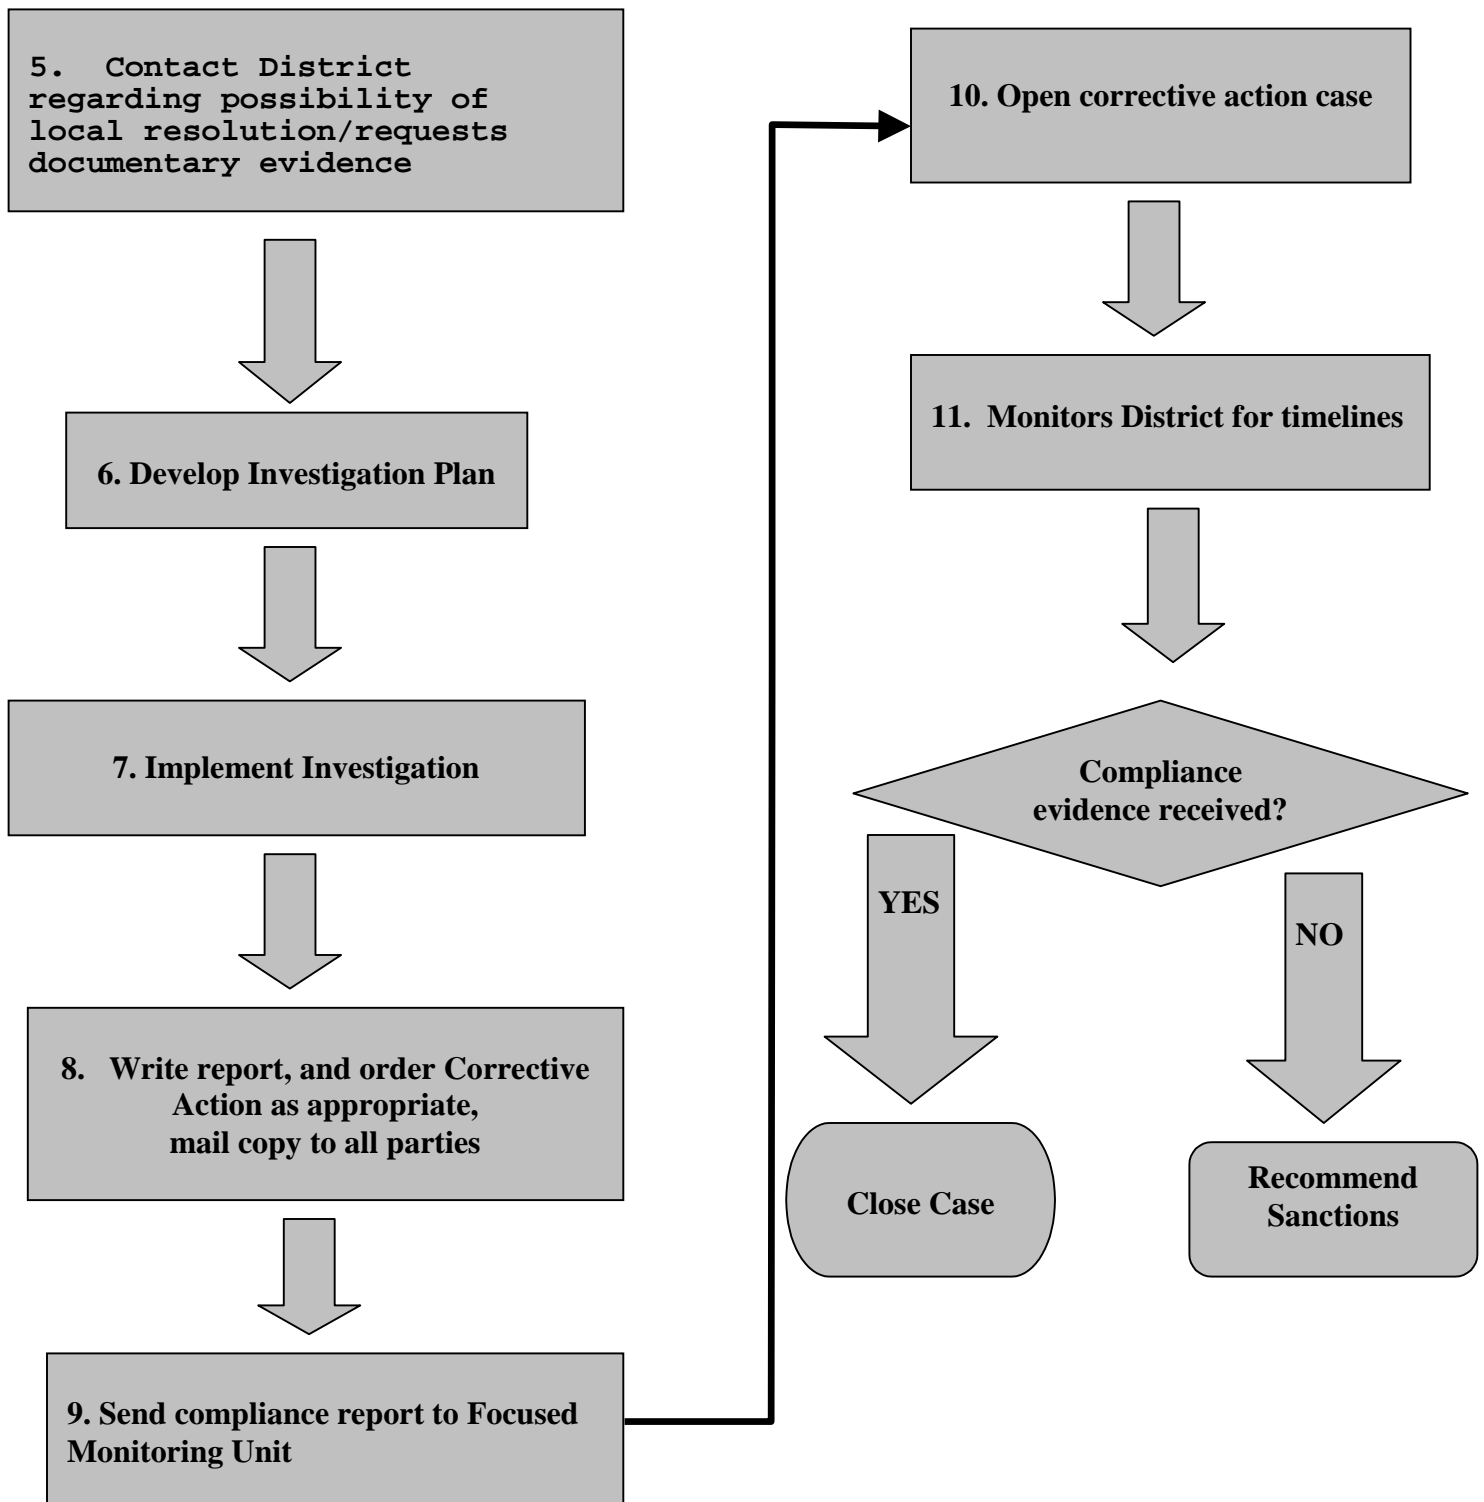 5. Contact District
regarding possibility of
local resolution/requests
documentary evidence
6. Develop Investigation Plan
7. Implement Investigation
8. Write report, and order Corrective
Action as appropriate,
mail copy to all parties
9. Send compliance report to Focused
Monitoring Unit
10. Open corrective action case
11. Monitors District for timelines
Compliance
evidence received?
YES
NO
Close Case
Recommend
Sanctions